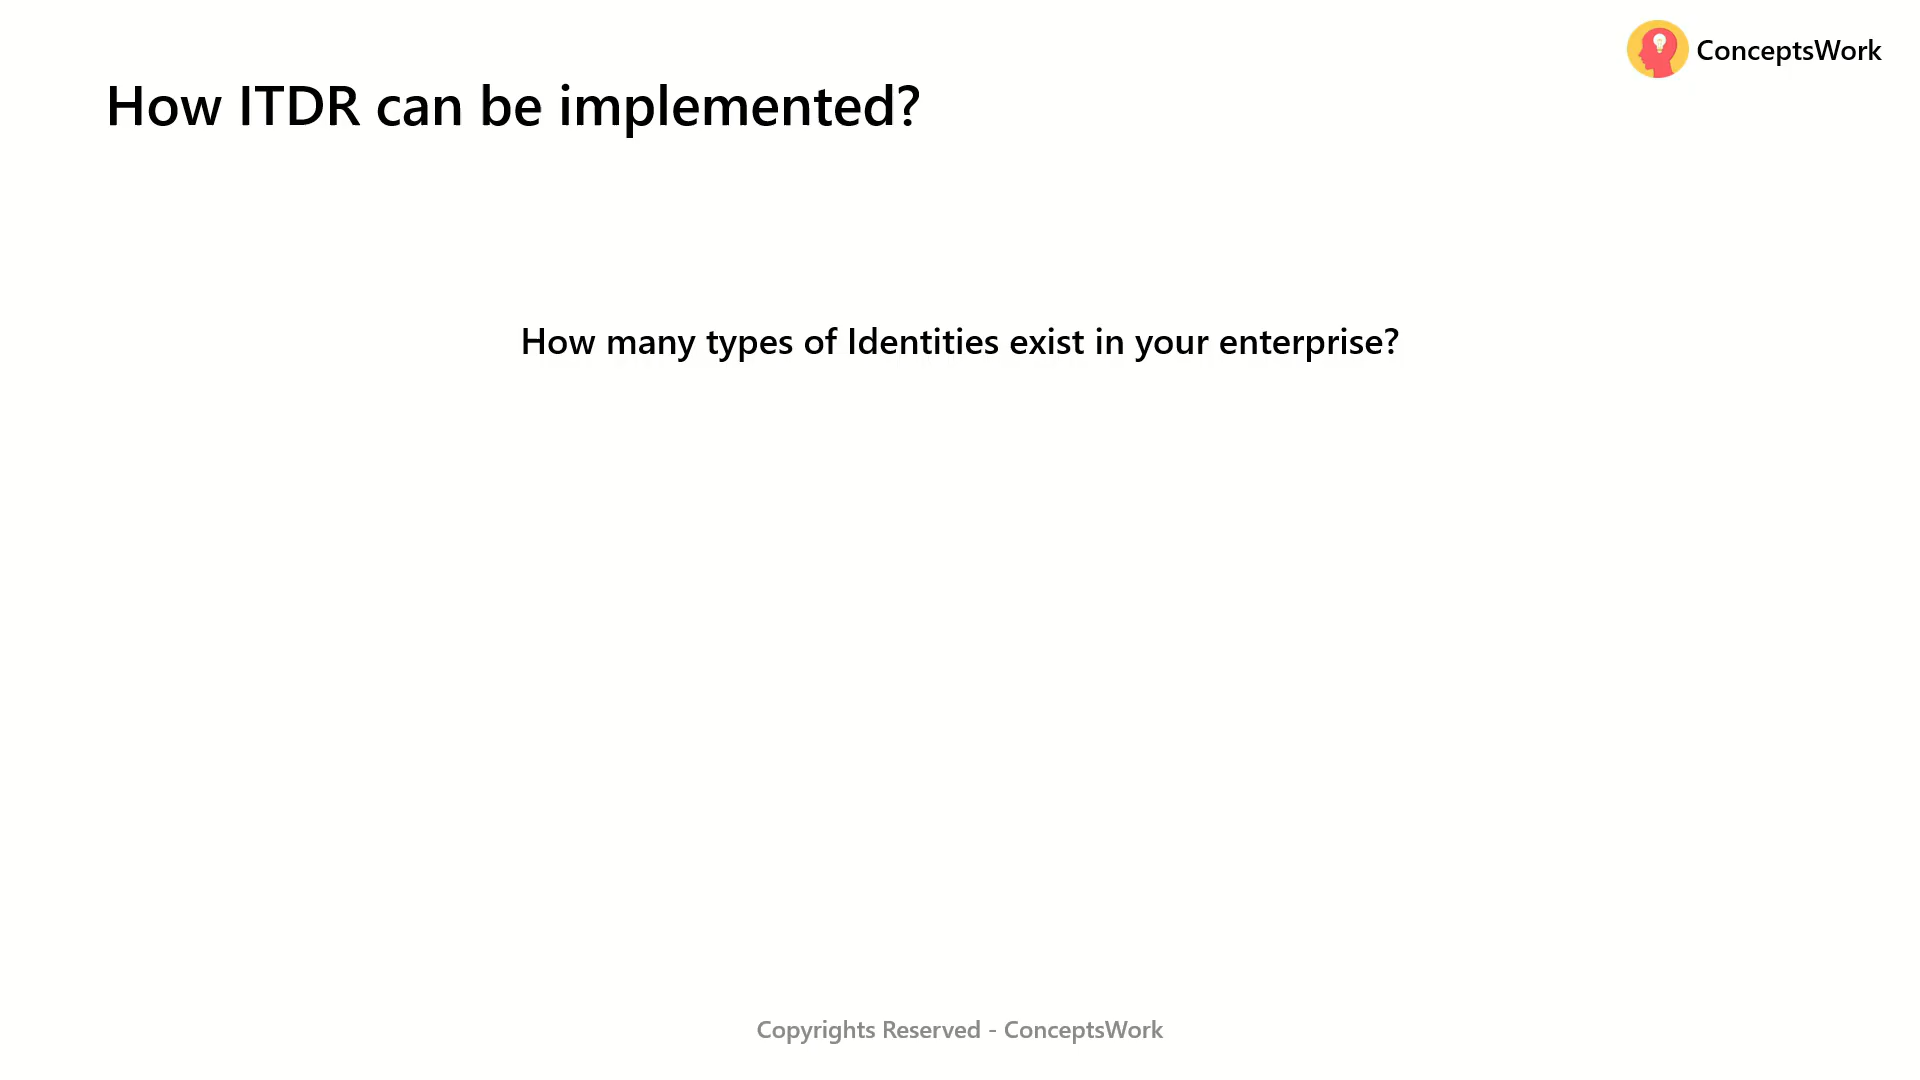 ConceptsWork
How ITDR can be implemented?
How many types of Identities exist in your enterprise?
Copyrights Reserved - ConceptsWork